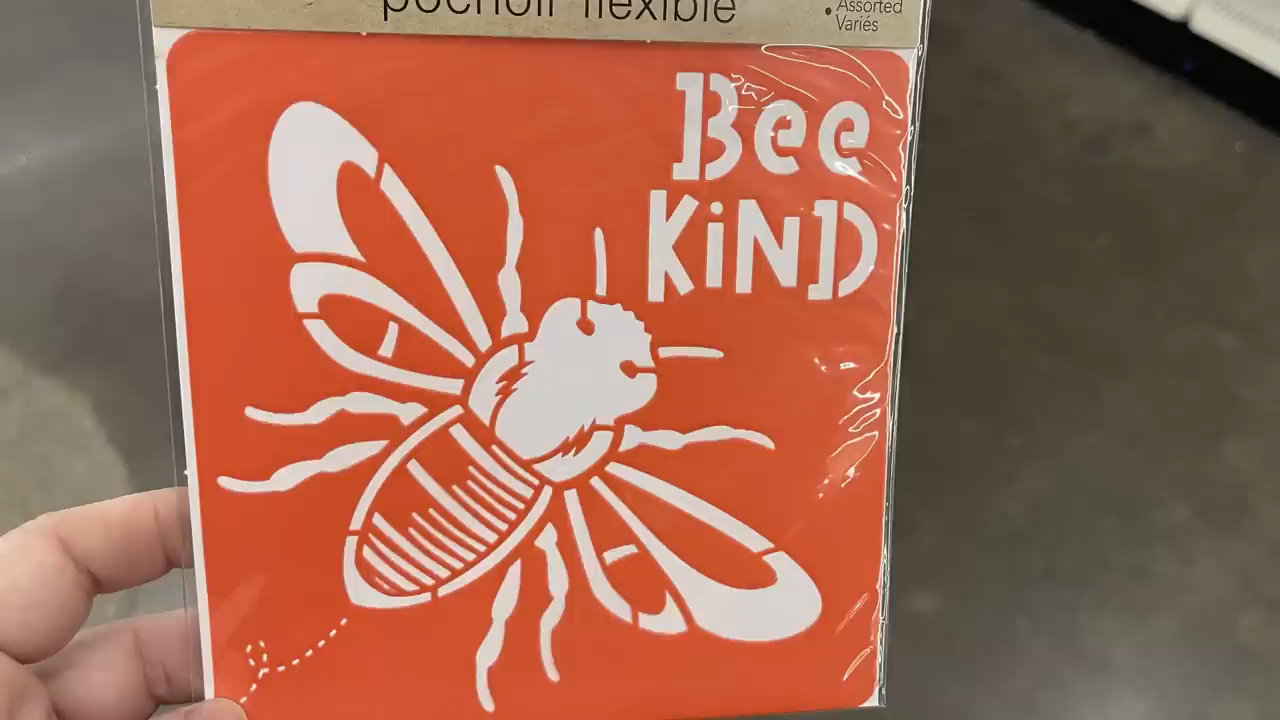 pochoir flexible
• Assorted
Variés
Bee
KiND